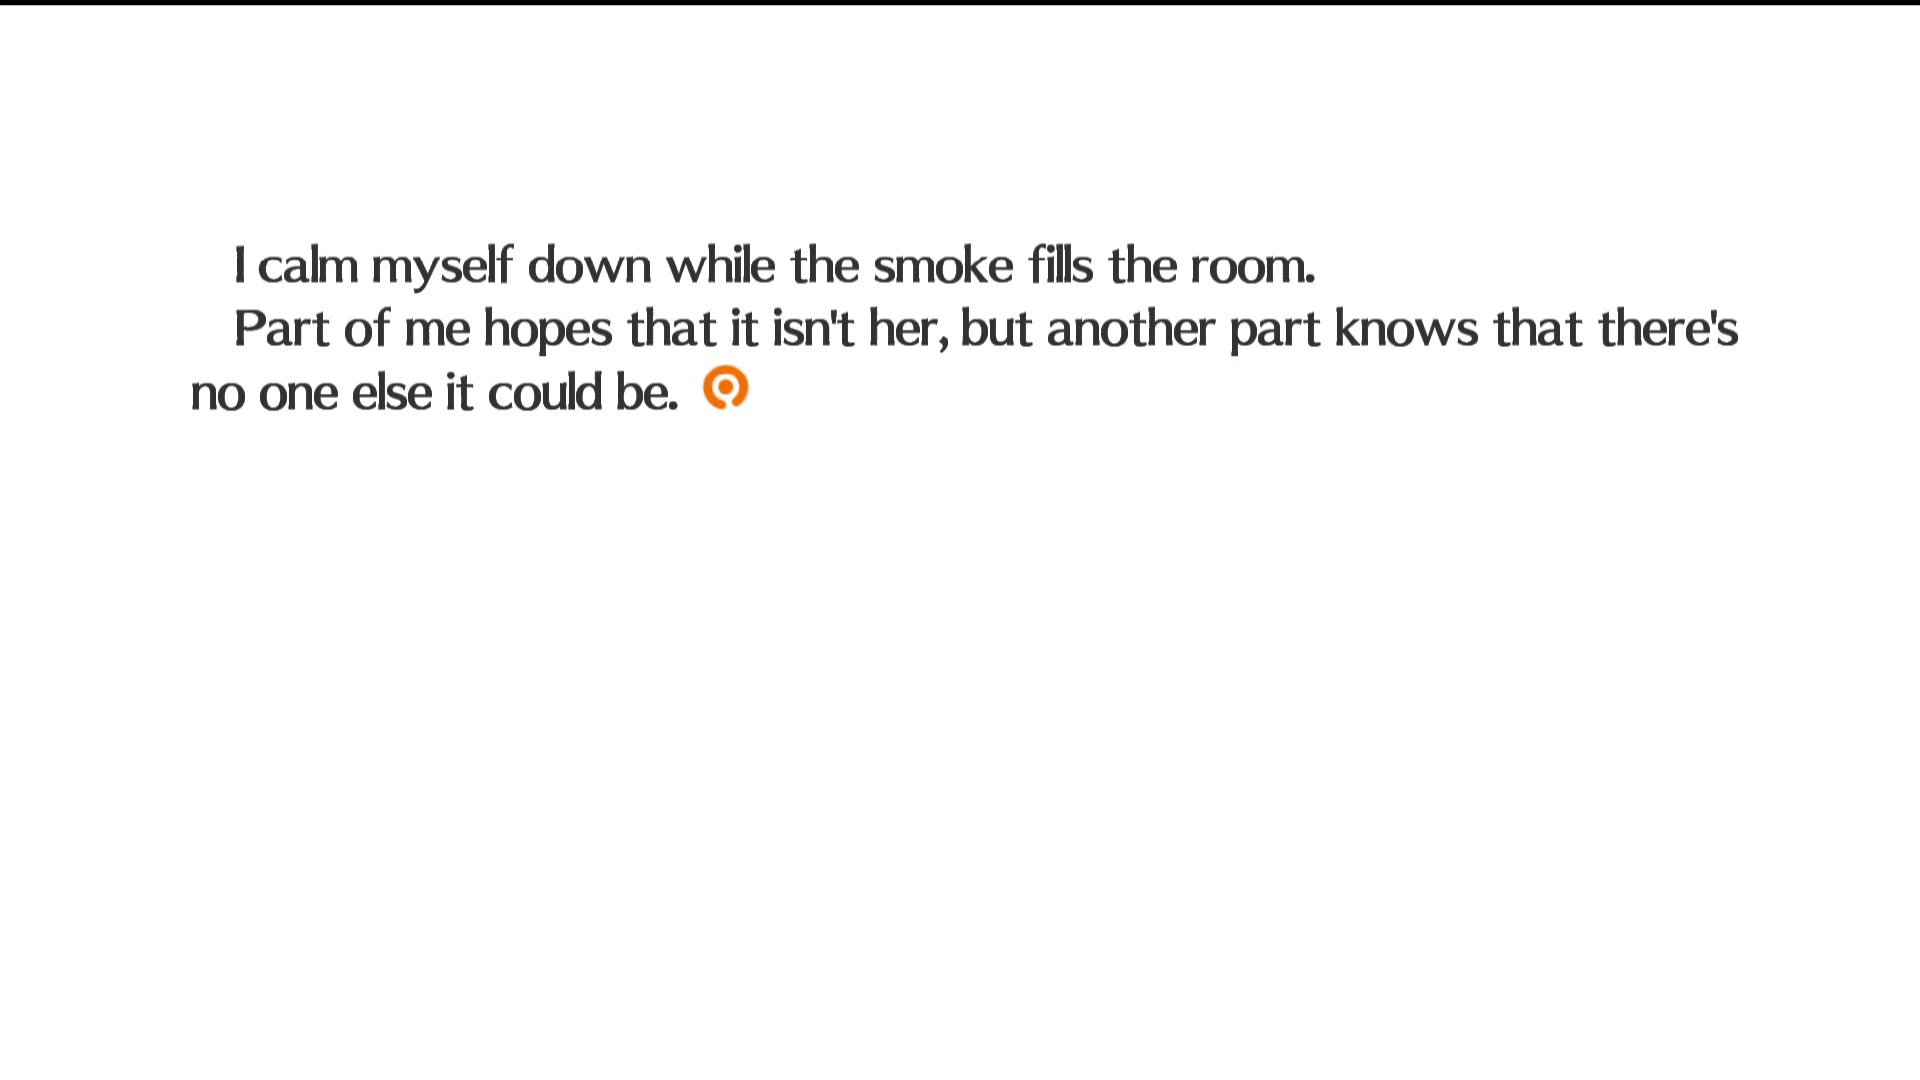 I calm myself down while the smoke fills the room.
Part of me hopes that it isn't her, but another part knows that there's
no one else it could be.